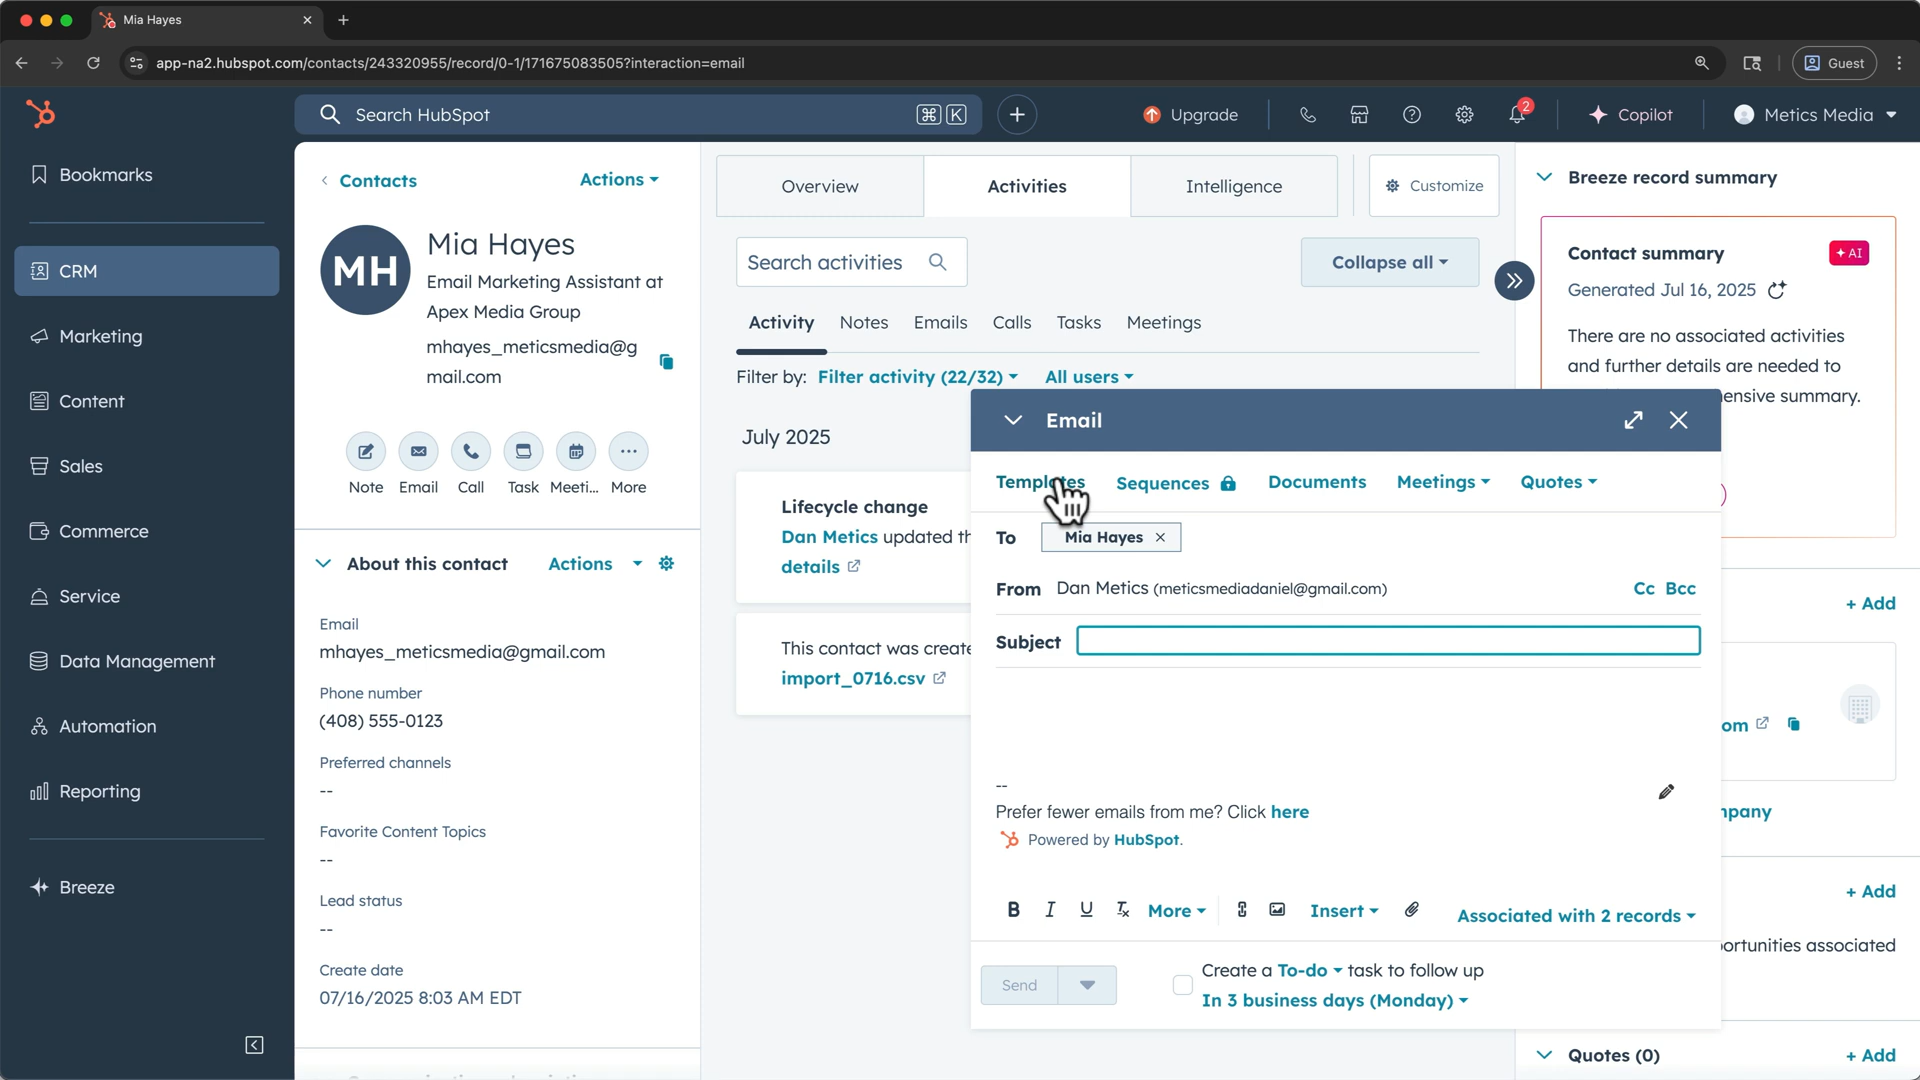 Mia Hayes
app-na2.hubspot.com/contacts/243320955/record/0-1/171675083505?interaction=email
Guest
Search HubSpot
⌘ K
Upgrade
2
Copilot
Metics Media
Bookmarks
CRM
Marketing
Content
Sales
Commerce
Service
Data Management
Automation
Reporting
Breeze
Contacts
Actions
MH
Mia Hayes
Email Marketing Assistant at
Apex Media Group
mhayes_meticsmedia@g
mail.com
Note
Email
Call
Task
Meeti...
More
About this contact
Actions
Email
mhayes_meticsmedia@gmail.com
Phone number
(408) 555-0123
Preferred channels
--
Favorite Content Topics
--
Lead status
--
Create date
07/16/2025 8:03 AM EDT
Overview
Activities
Intelligence
Customize
Search activities
Collapse all
Activity
Notes
Emails
Calls
Tasks
Meetings
Filter by: Filter activity (22/32) All users
July 2025
Lifecycle change
Dan Metics updated th
details
This contact was create
import_0716.csv
Email
Templates
Sequences
Documents
Meetings
Quotes
To Mia Hayes
From Dan Metics (meticsmediadaniel@gmail.com)
Cc Bcc
Subject
--
Prefer fewer emails from me? Click here
Powered by HubSpot.
B I U Tx More
Insert
Associated with 2 records
Send
Create a To-do task to follow up
In 3 business days (Monday)
Breeze record summary
Contact summary
AI
Generated Jul 16, 2025
There are no associated activities
and further details are needed to
ensive summary.
+ Add
om
mpany
+ Add
ortunities associated
Quotes (0)
+ Add